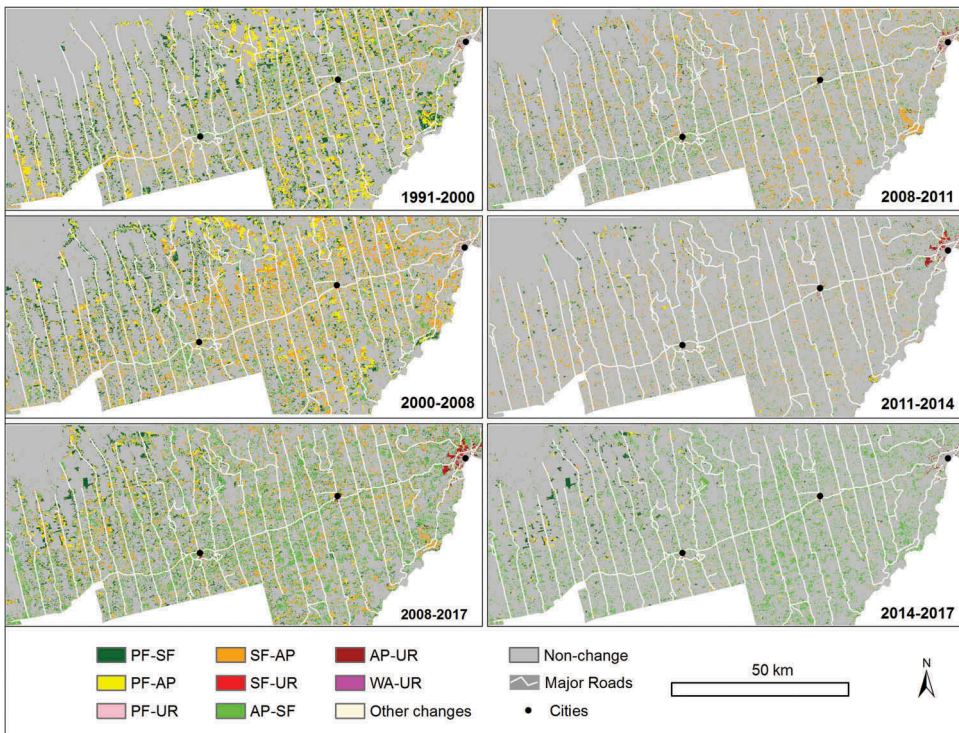 1991-2000
2008-2011
2000-2008
2011-2014
2008-2017
2014-2017
PF-SF
SF-AP
AP-UR
Non-change
50 km
N
PF-AP
SF-UR
WA-UR
Major Roads
PF-UR
AP-SF
Other changes
Cities